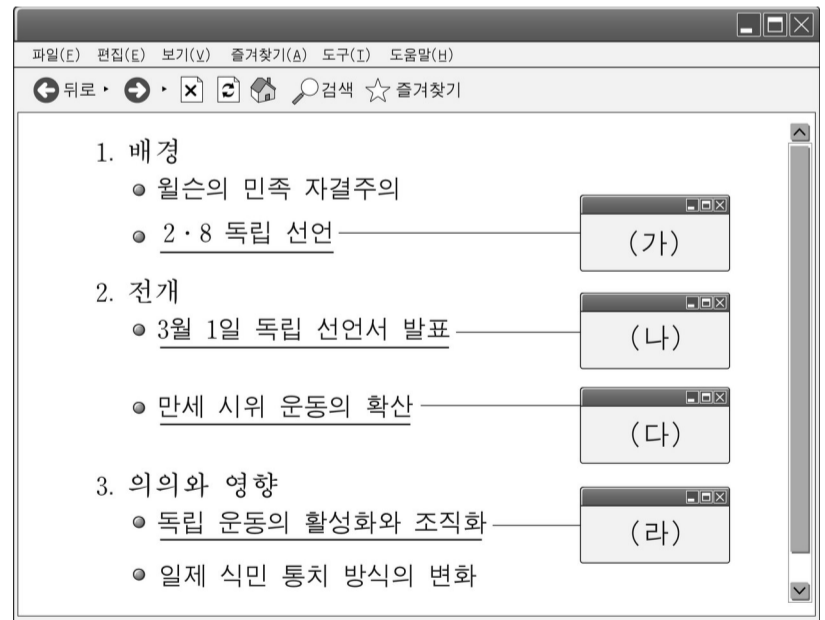 파일(F) 편집(E) 보기(V) 즐겨찾기(A) 도구(T) 도움말(H)
뒤로 검색 즐겨찾기
1. 배경
윌슨의 민족 자결주의
2·8 독립 선언
(가)
2. 전개
3월 1일 독립 선언서 발표
(나)
만세 시위 운동의 확산
(다)
3. 의의와 영향
독립 운동의 활성화와 조직화
(라)
일제 식민 통치 방식의 변화